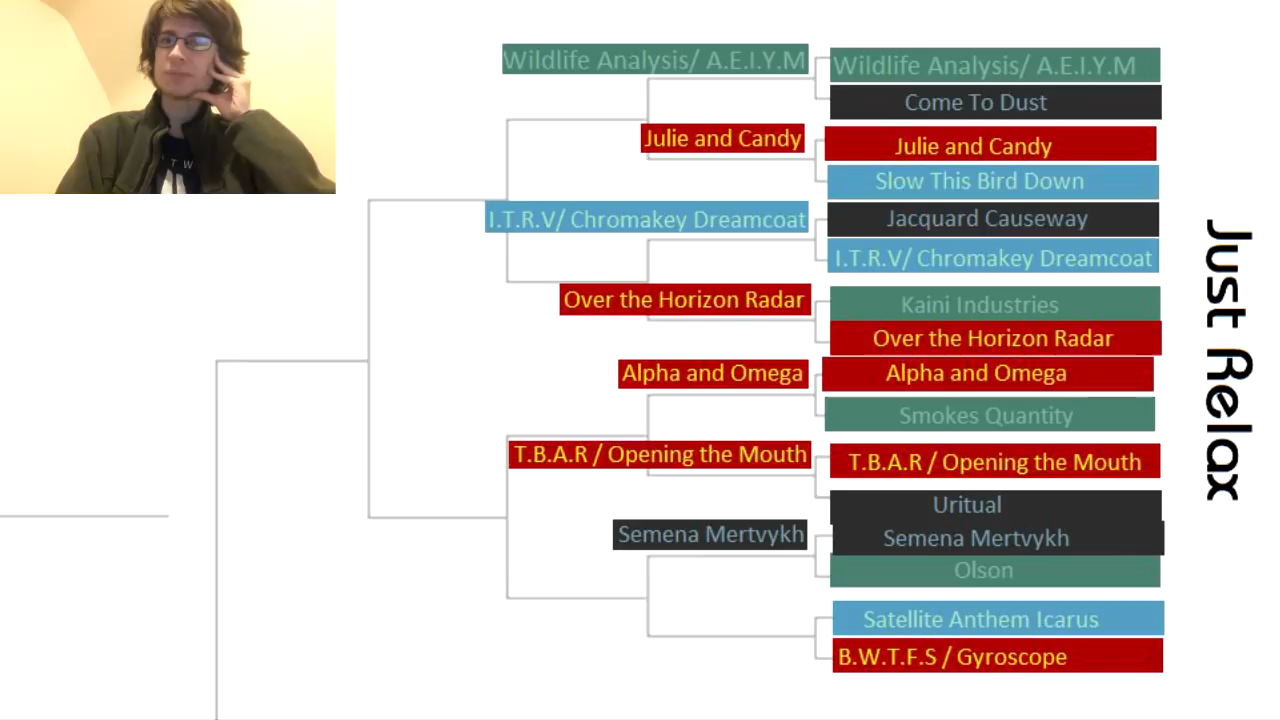 Wildlife Analysis/ A.E.I.Y.M
Wildlife Analysis/ A.E.I.Y.M
Come To Dust
Julie and Candy
Julie and Candy
Slow This Bird Down
I.T.R.V/ Chromakey Dreamcoat
Jacquard Causeway
I.T.R.V/ Chromakey Dreamcoat
Over the Horizon Radar
Kaini Industries
Over the Horizon Radar
Alpha and Omega
Alpha and Omega
Smokes Quantity
T.B.A.R / Opening the Mouth
T.B.A.R / Opening the Mouth
Uritual
Semena Mertvykh
Semena Mertvykh
Olson
Satellite Anthem Icarus
B.W.T.F.S / Gyroscope
Just Relax